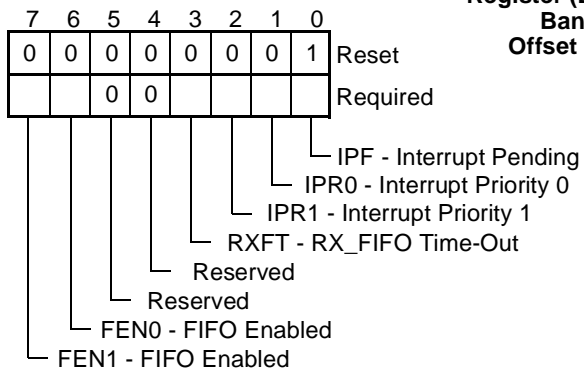 Register (
Ban
Offset
7 6 5 4 3 2 1 0
0 0 0 0 0 0 0 1 Reset
0 0 Required
IPF - Interrupt Pending
IPR0 - Interrupt Priority 0
IPR1 - Interrupt Priority 1
RXFT - RX_FIFO Time-Out
Reserved
Reserved
FEN0 - FIFO Enabled
FEN1 - FIFO Enabled